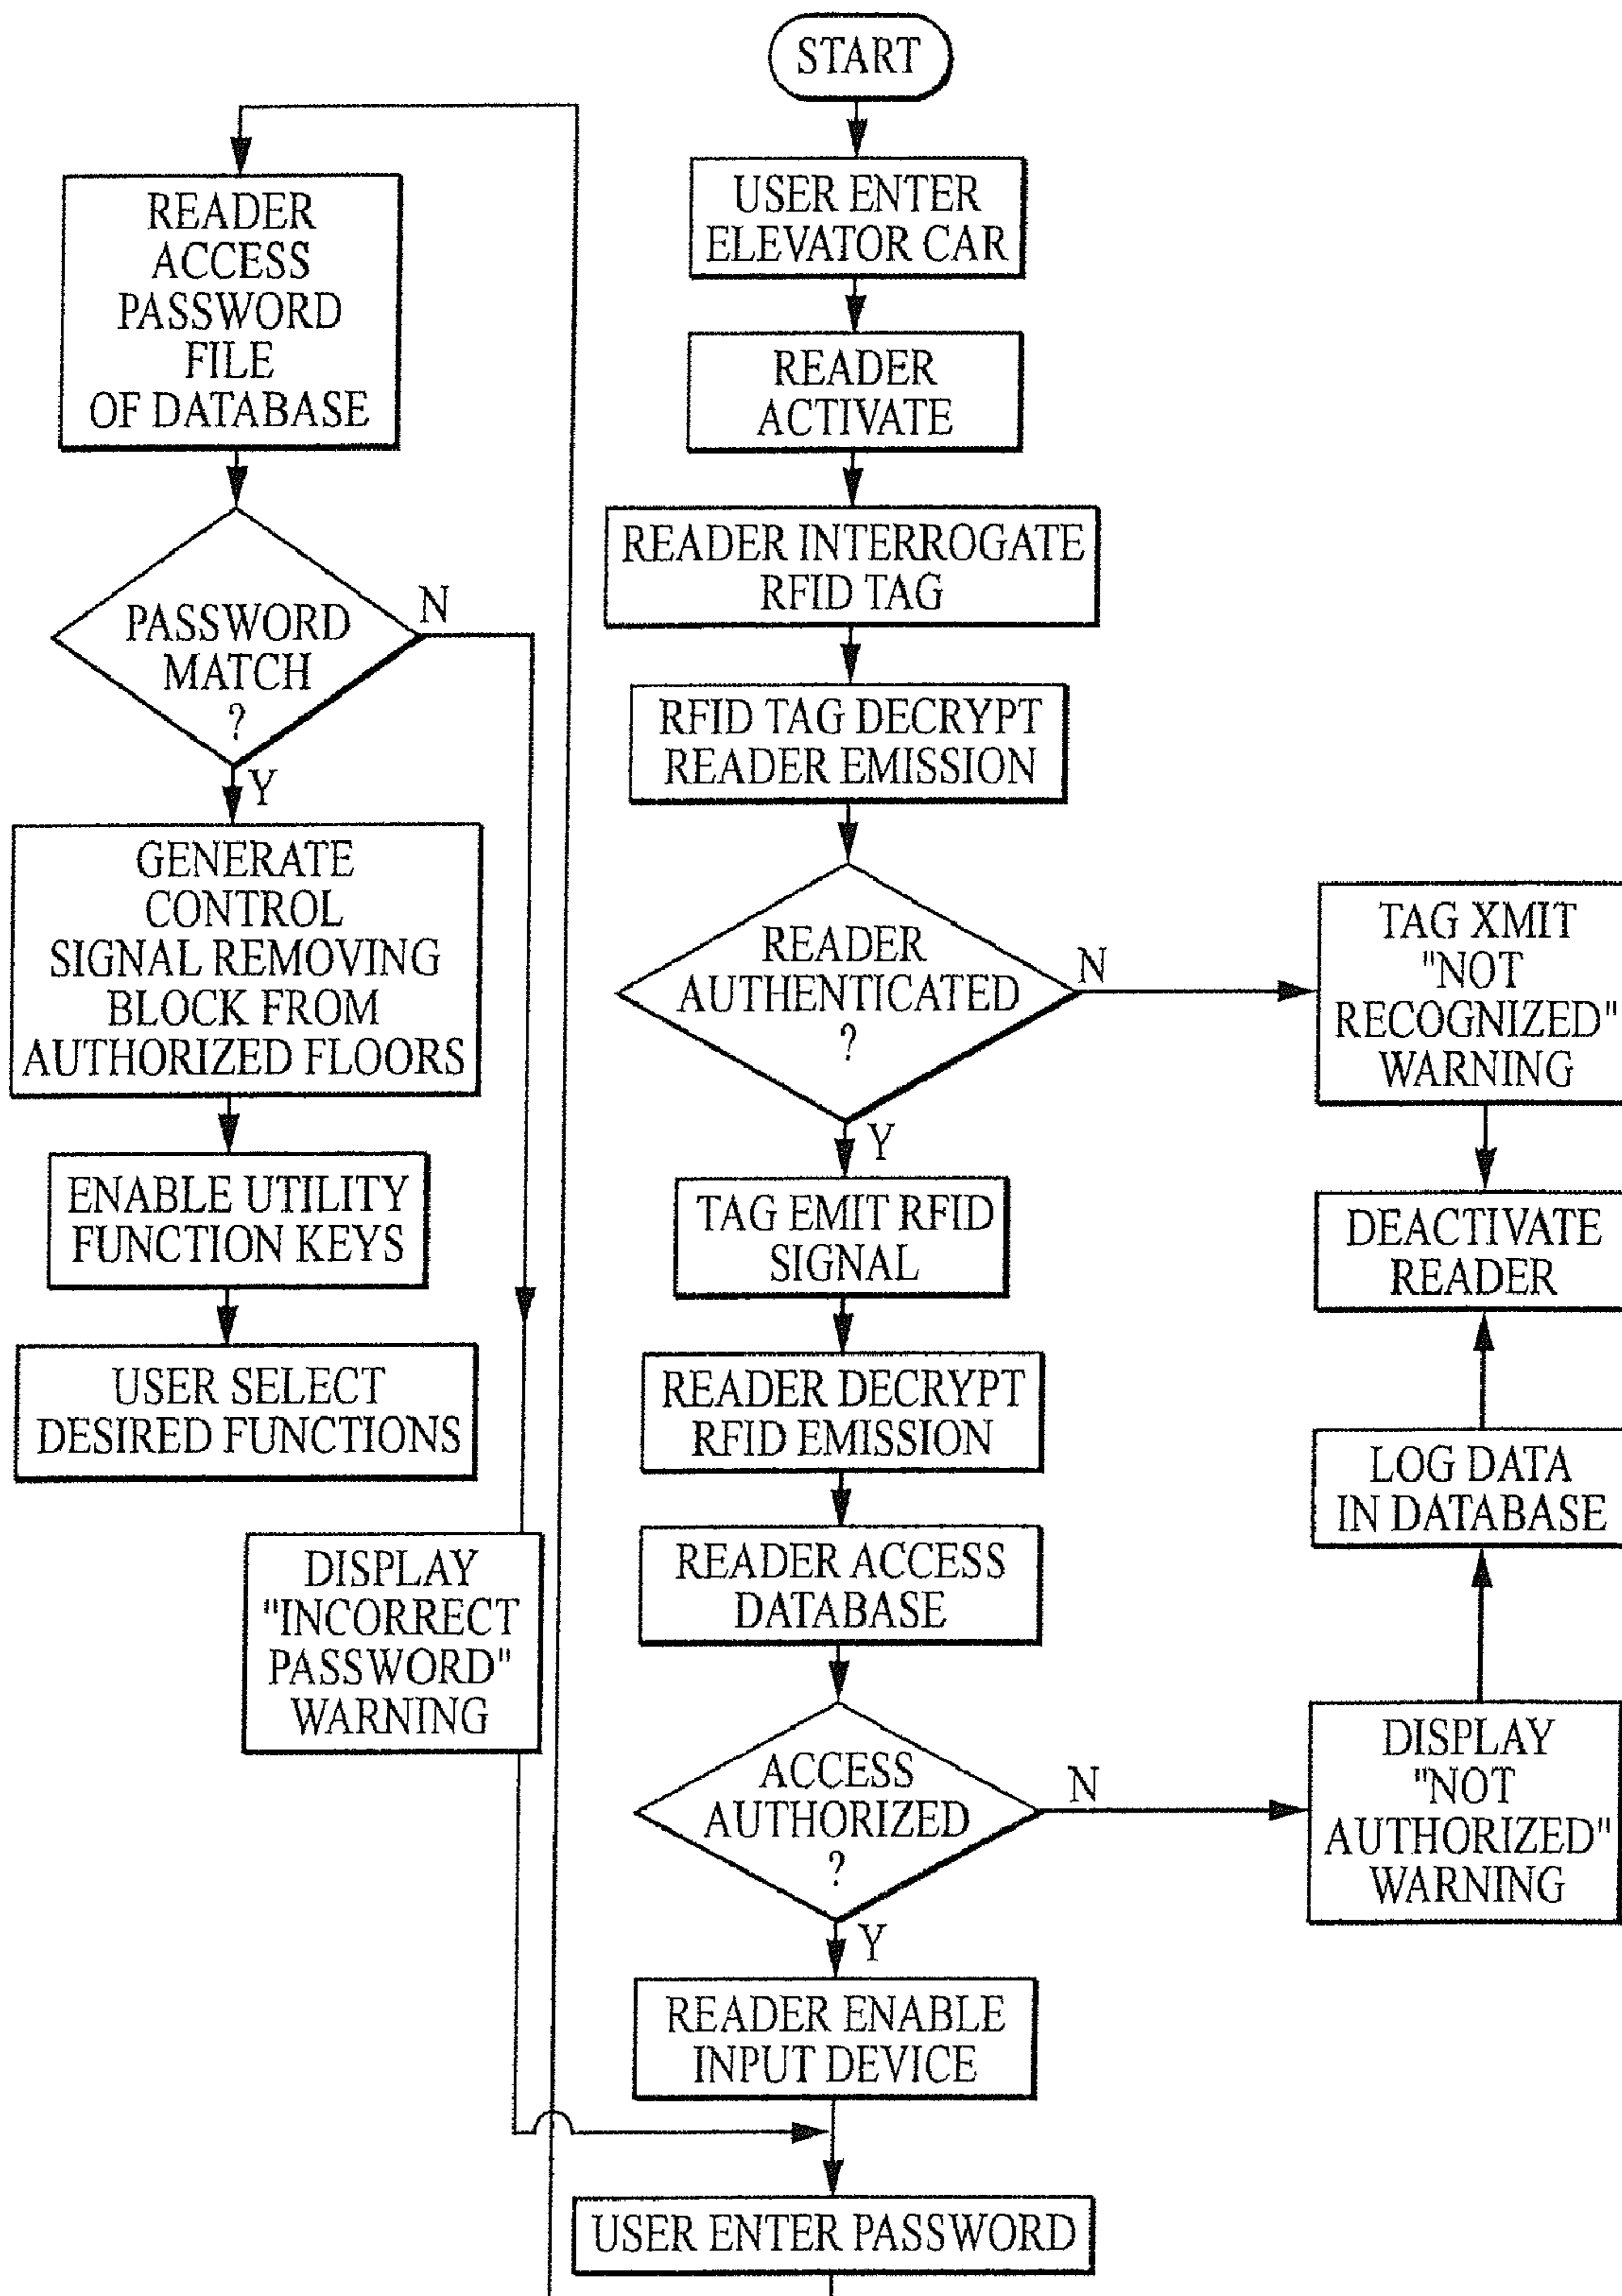 START
USER ENTER
ELEVATOR CAR
READER
ACTIVATE
READER INTERROGATE
RFID TAG
RFID TAG DECRYPT
READER EMISSION
READER
AUTHENTICATED
?
N
Y
TAG XMIT
"NOT
RECOGNIZED"
WARNING
DEACTIVATE
READER
TAG EMIT RFID
SIGNAL
READER DECRYPT
RFID EMISSION
READER ACCESS
DATABASE
ACCESS
AUTHORIZED
?
N
Y
DISPLAY
"NOT
AUTHORIZED"
WARNING
LOG DATA
IN DATABASE
READER ENABLE
INPUT DEVICE
USER ENTER PASSWORD
READER
ACCESS
PASSWORD
FILE
OF DATABASE
PASSWORD
MATCH
?
N
Y
GENERATE
CONTROL
SIGNAL REMOVING
BLOCK FROM
AUTHORIZED FLOORS
ENABLE UTILITY
FUNCTION KEYS
USER SELECT
DESIRED FUNCTIONS
DISPLAY
"INCORRECT
PASSWORD"
WARNING